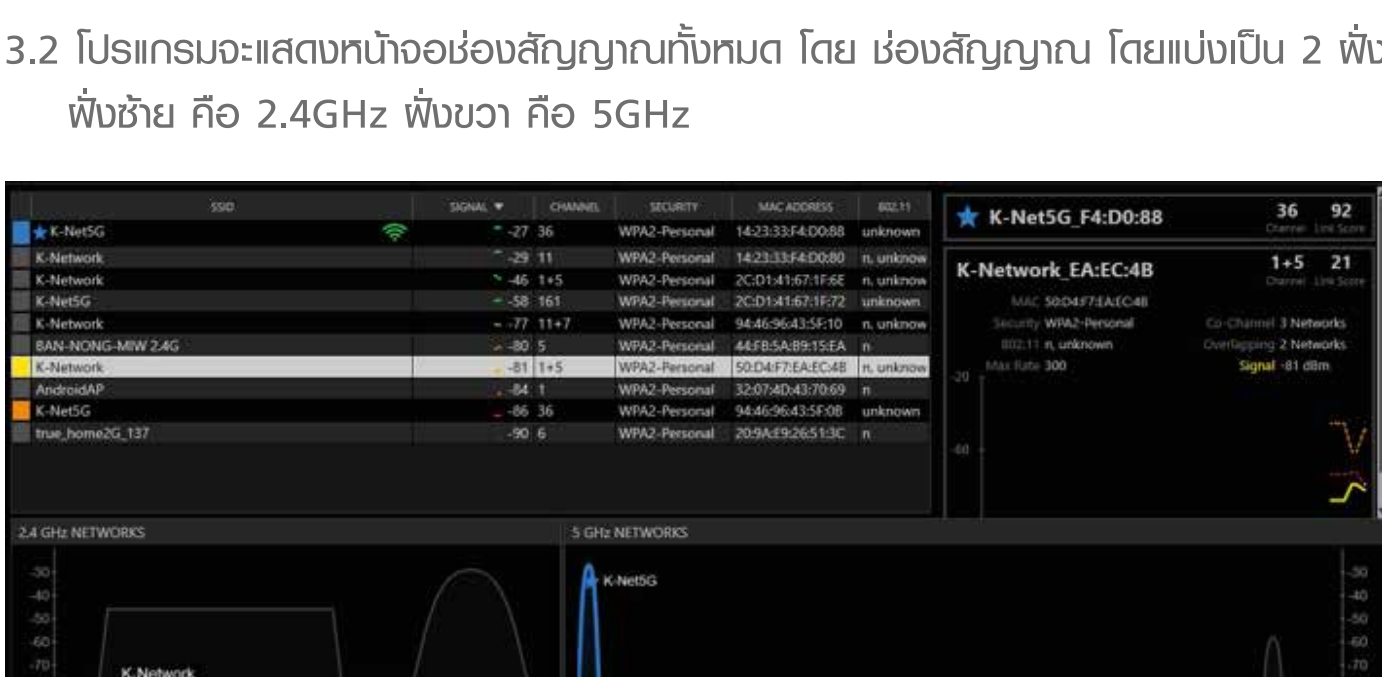 3.2 โปรแกรมจะแสดงหน้าจอช่องสัญญาณทั้งหมด โดย ช่องสัญญาณ โดยแบ่งเป็น 2 ฝั่ง
ฝั่งซ้าย คือ 2.4GHz ฝั่งขวา คือ 5GHz
SSID SIGNAL CHANNEL SECURITY MAC ADDRESS 802.11
K-Net5G -27 36 WPA2-Personal 14:23:33:F4:D0:88 unknown
K-Network -29 11 WPA2-Personal 14:23:33:F4:D0:80 n, unknow
K-Network -46 1+5 WPA2-Personal 2C:D1:41:67:1F:6E n, unknow
K-Net5G -58 161 WPA2-Personal 2C:D1:41:67:1F:72 unknown
K-Network -77 11+7 WPA2-Personal 94:46:96:43:5F:10 n, unknow
BAN-NONG-MIW 2.4G -80 5 WPA2-Personal 44:FB:5A:B9:15:EA n
K-Network -81 1+5 WPA2-Personal 50:D4:F7:EA:EC:4B n, unknow
AndroidAP -84 1 WPA2-Personal 32:07:4D:43:70:69 n
K-Net5G -86 36 WPA2-Personal 94:46:96:43:5F:0B unknown
true_home2G_137 -90 6 WPA2-Personal 20:9A:E9:26:51:3C n
K-Net5G_F4:D0:88 36 92
Channel Link Score
K-Network_EA:EC:4B 1+5 21
Channel Link Score
MAC 50:D4:F7:EA:EC:4B
Security WPA2-Personal Co-Channel 3 Networks
802.11 n, unknown Overlapping 2 Networks
Max Rate 300 Signal -81 dBm
-20
-60
2.4 GHz NETWORKS 5 GHz NETWORKS
-30 K-Net5G -30
-40 -40
-50 -50
-60 -60
-70 K-Network -70